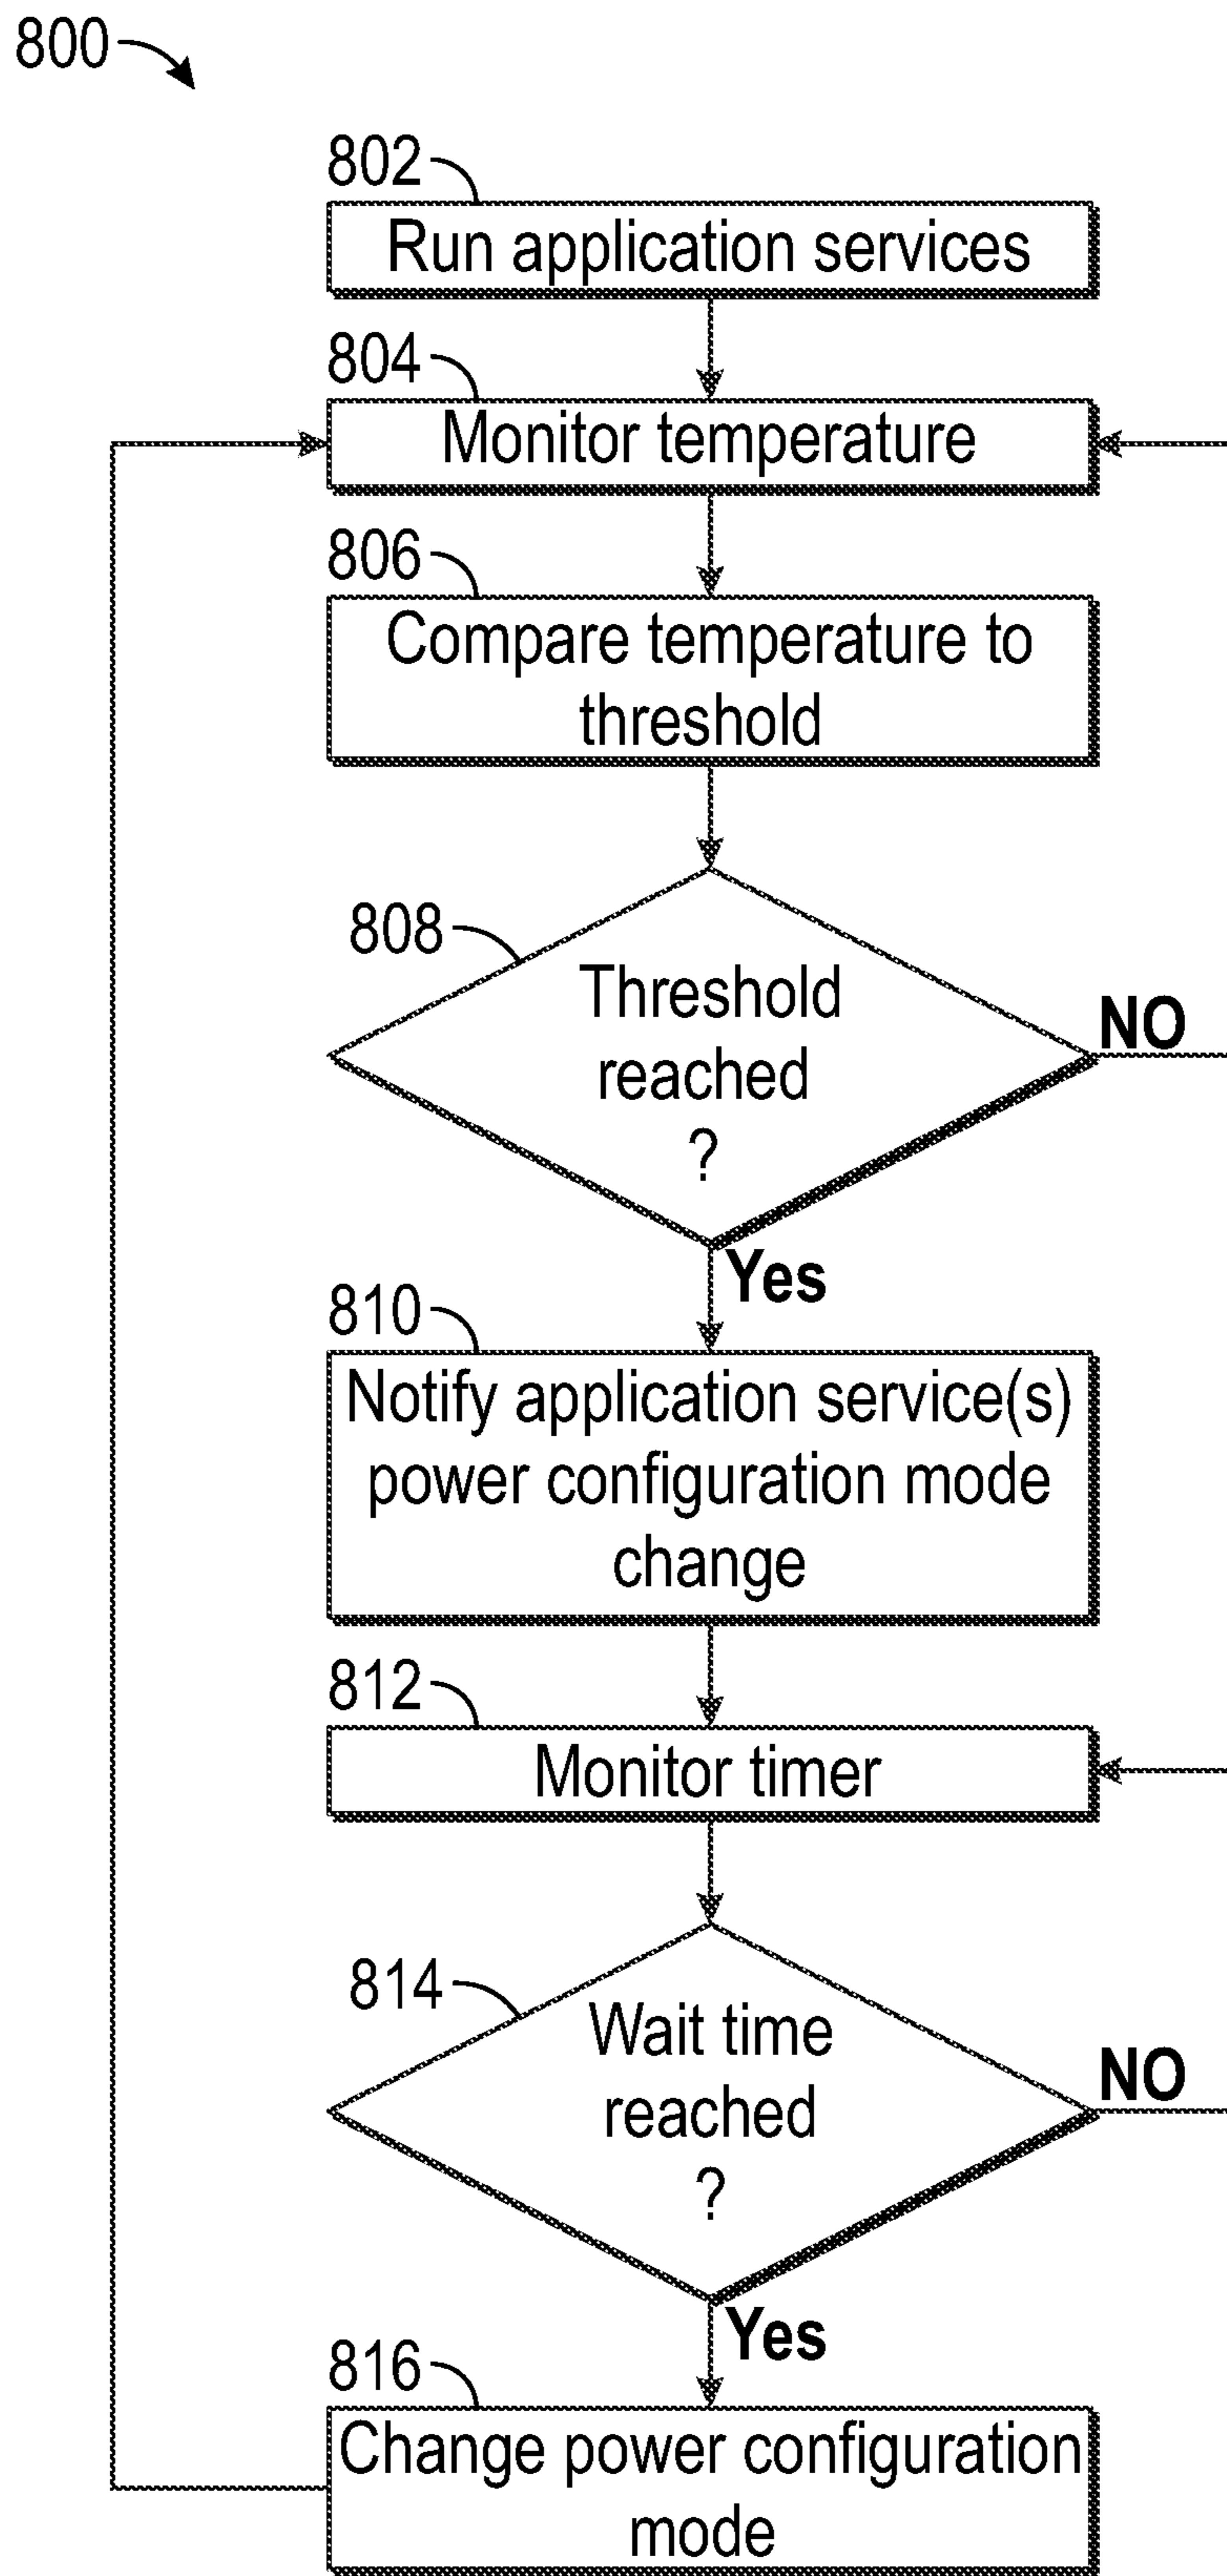 800
802
Run application services
804
Monitor temperature
806
Compare temperature to
threshold
808
Threshold
reached
?
NO
Yes
810
Notify application service(s)
power configuration mode
change
812
Monitor timer
814
Wait time
reached
?
NO
Yes
816
Change power configuration
mode